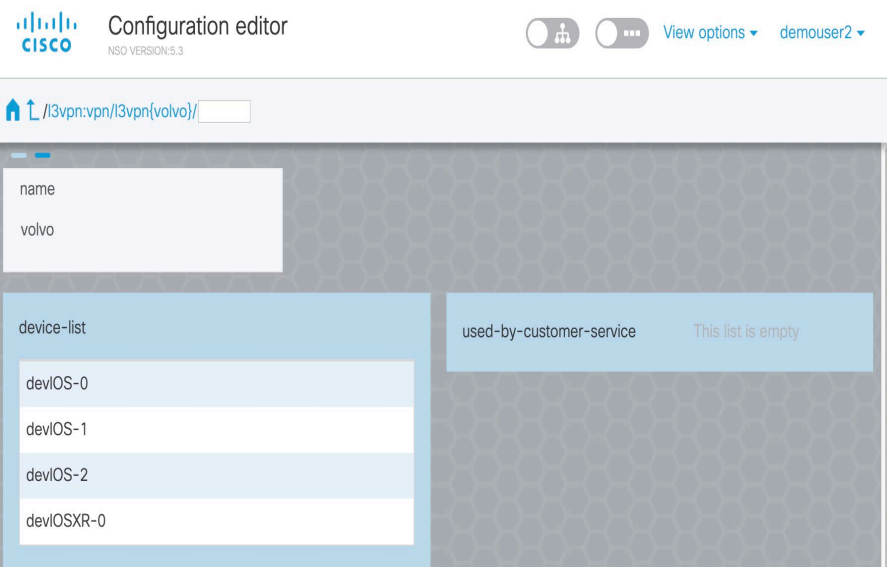 CISCO
Configuration editor
NSO VERSION:5.3
View options
demouser2
/l3vpn:vpn/l3vpn{volvo}/
name
volvo
device-list
devIOS-0
devIOS-1
devIOS-2
devIOSXR-0
used-by-customer-service
This list is empty